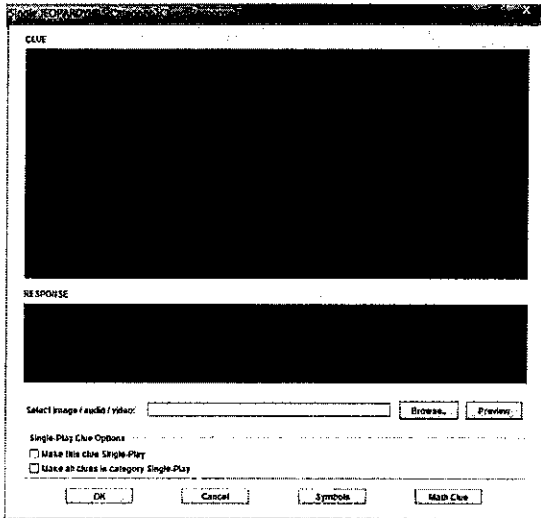 CLUE
RESPONSE
Select image / audio / video:
Browse...
Preview
Single-Play Clue Options
Make this clue Single-Play
Make all clues in category Single-Play
OK
Cancel
Symbols
Math Clue